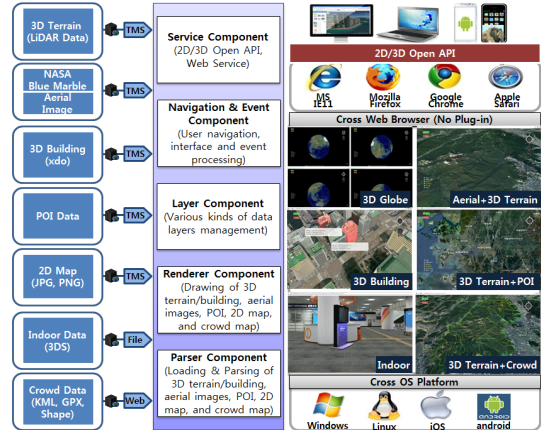 3D Terrain
(LiDAR Data)
TMS
NASA
Blue Marble
Aerial
Image
TMS
3D Building
(xdo)
TMS
POI Data
TMS
2D Map
(JPG, PNG)
TMS
Indoor Data
(3DS)
File
Crowd Data
(KML, GPX,
Shape)
Web
Service Component
(2D/3D Open API,
Web Service)
Navigation & Event
Component
(User navigation,
interface and event
processing)
Layer Component
(Various kinds of data
layers management)
Renderer Component
(Drawing of 3D
terrain/building, aerial
images, POI, 2D map,
and crowd map)
Parser Component
(Loading & Parsing of
3D terrain/building,
aerial images, POI, 2D
map, and crowd map)
2D/3D Open API
MS
IE11
Mozilla
Firefox
Google
Chrome
Apple
Safari
Cross Web Browser (No Plug-in)
3D Globe
Aerial+3D Terrain
3D Building
3D Terrain+POI
Indoor
3D Terrain+Crowd
Cross OS Platform
Windows
Linux
iOS
android
ANDROID